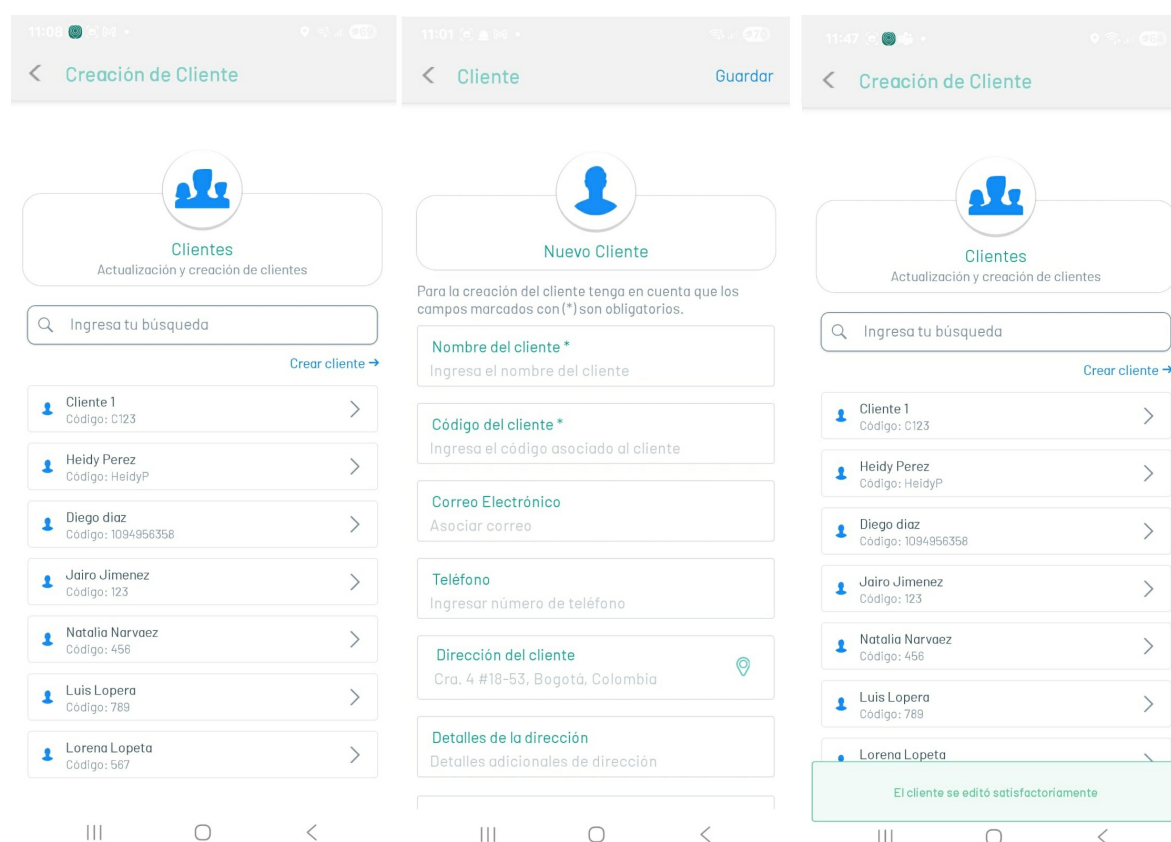 11:08
Creación de Cliente
Clientes
Actualización y creación de clientes
Ingresa tu búsqueda
Crear cliente →
Cliente 1
Código: C123
Heidy Perez
Código: HeidyP
Diego diaz
Código: 1094956358
Jairo Jimenez
Código: 123
Natalia Narvaez
Código: 456
Luis Lopera
Código: 789
Lorena Lopeta
Código: 567
11:01
Cliente
Guardar
Nuevo Cliente
Para la creación del cliente tenga en cuenta que los
campos marcados con (*) son obligatorios.
Nombre del cliente *
Ingresa el nombre del cliente
Código del cliente *
Ingresa el código asociado al cliente
Correo Electrónico
Asociar correo
Teléfono
Ingresar número de teléfono
Dirección del cliente
Cra. 4 #18-53, Bogotá, Colombia
Detalles de la dirección
Detalles adicionales de dirección
11:47
Creación de Cliente
Clientes
Actualización y creación de clientes
Ingresa tu búsqueda
Crear cliente →
Cliente 1
Código: C123
Heidy Perez
Código: HeidyP
Diego diaz
Código: 1094956358
Jairo Jimenez
Código: 123
Natalia Narvaez
Código: 456
Luis Lopera
Código: 789
Lorena Lopeta
El cliente se editó satisfactoriamente